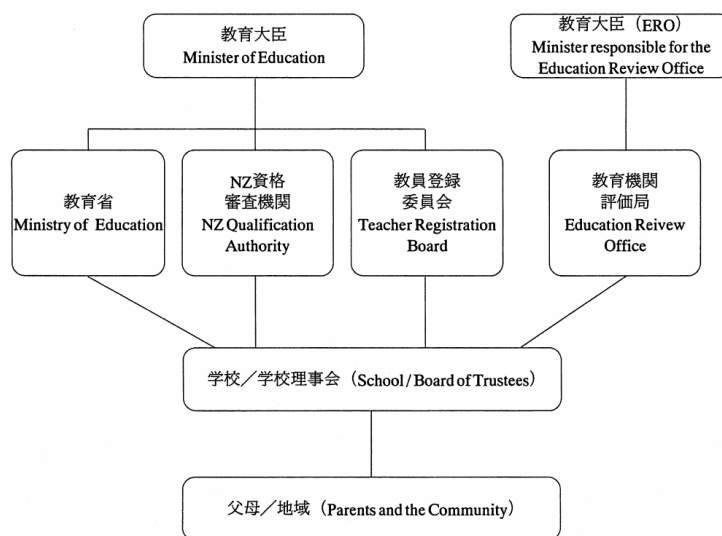 教育大臣
Minister of Education
教育大臣（ERO）
Minister responsible for the
Education Review Office
教育省
Ministry of Education
NZ資格
審査機関
NZ Qualification
Authority
教員登録
委員会
Teacher Registration
Board
教育機関
評価局
Education Reivew
Office
学校／学校理事会（School / Board of Trustees）
父母／地域（Parents and the Community）